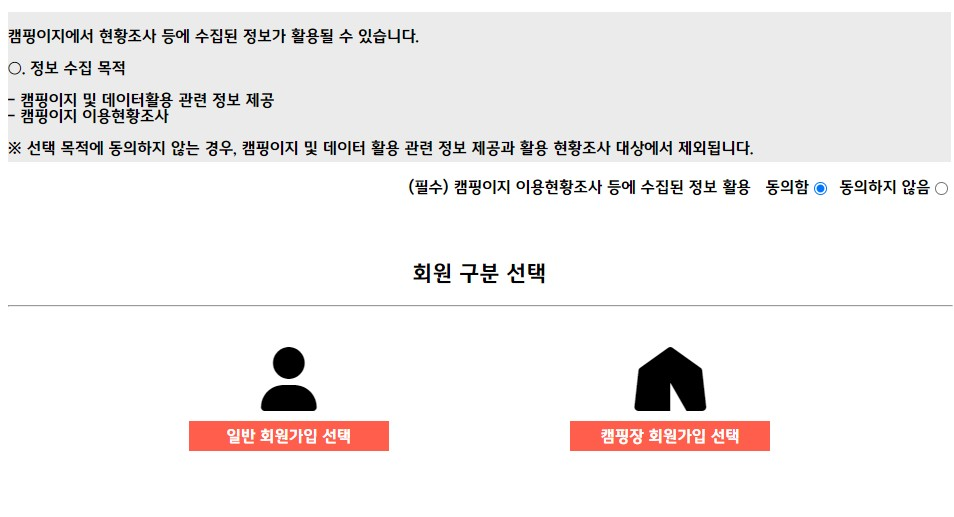 캠핑이지에서 현황조사 등에 수집된 정보가 활용될 수 있습니다.
○. 정보 수집 목적
- 캠핑이지 및 데이터활용 관련 정보 제공
- 캠핑이지 이용현황조사
※ 선택 목적에 동의하지 않는 경우, 캠핑이지 및 데이터 활용 관련 정보 제공과 활용 현황조사 대상에서 제외됩니다.
(필수) 캠핑이지 이용현황조사 등에 수집된 정보 활용 동의함 동의하지 않음
회원 구분 선택
일반 회원가입 선택
캠핑장 회원가입 선택